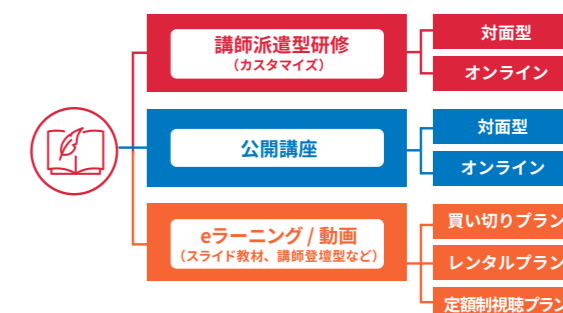 講師派遣型研修
（カスタマイズ）
対面型
オンライン
公開講座
対面型
オンライン
eラーニング / 動画
（スライド教材、講師登壇型など）
買い切りプラン
レンタルプラン
定額制視聴プラン